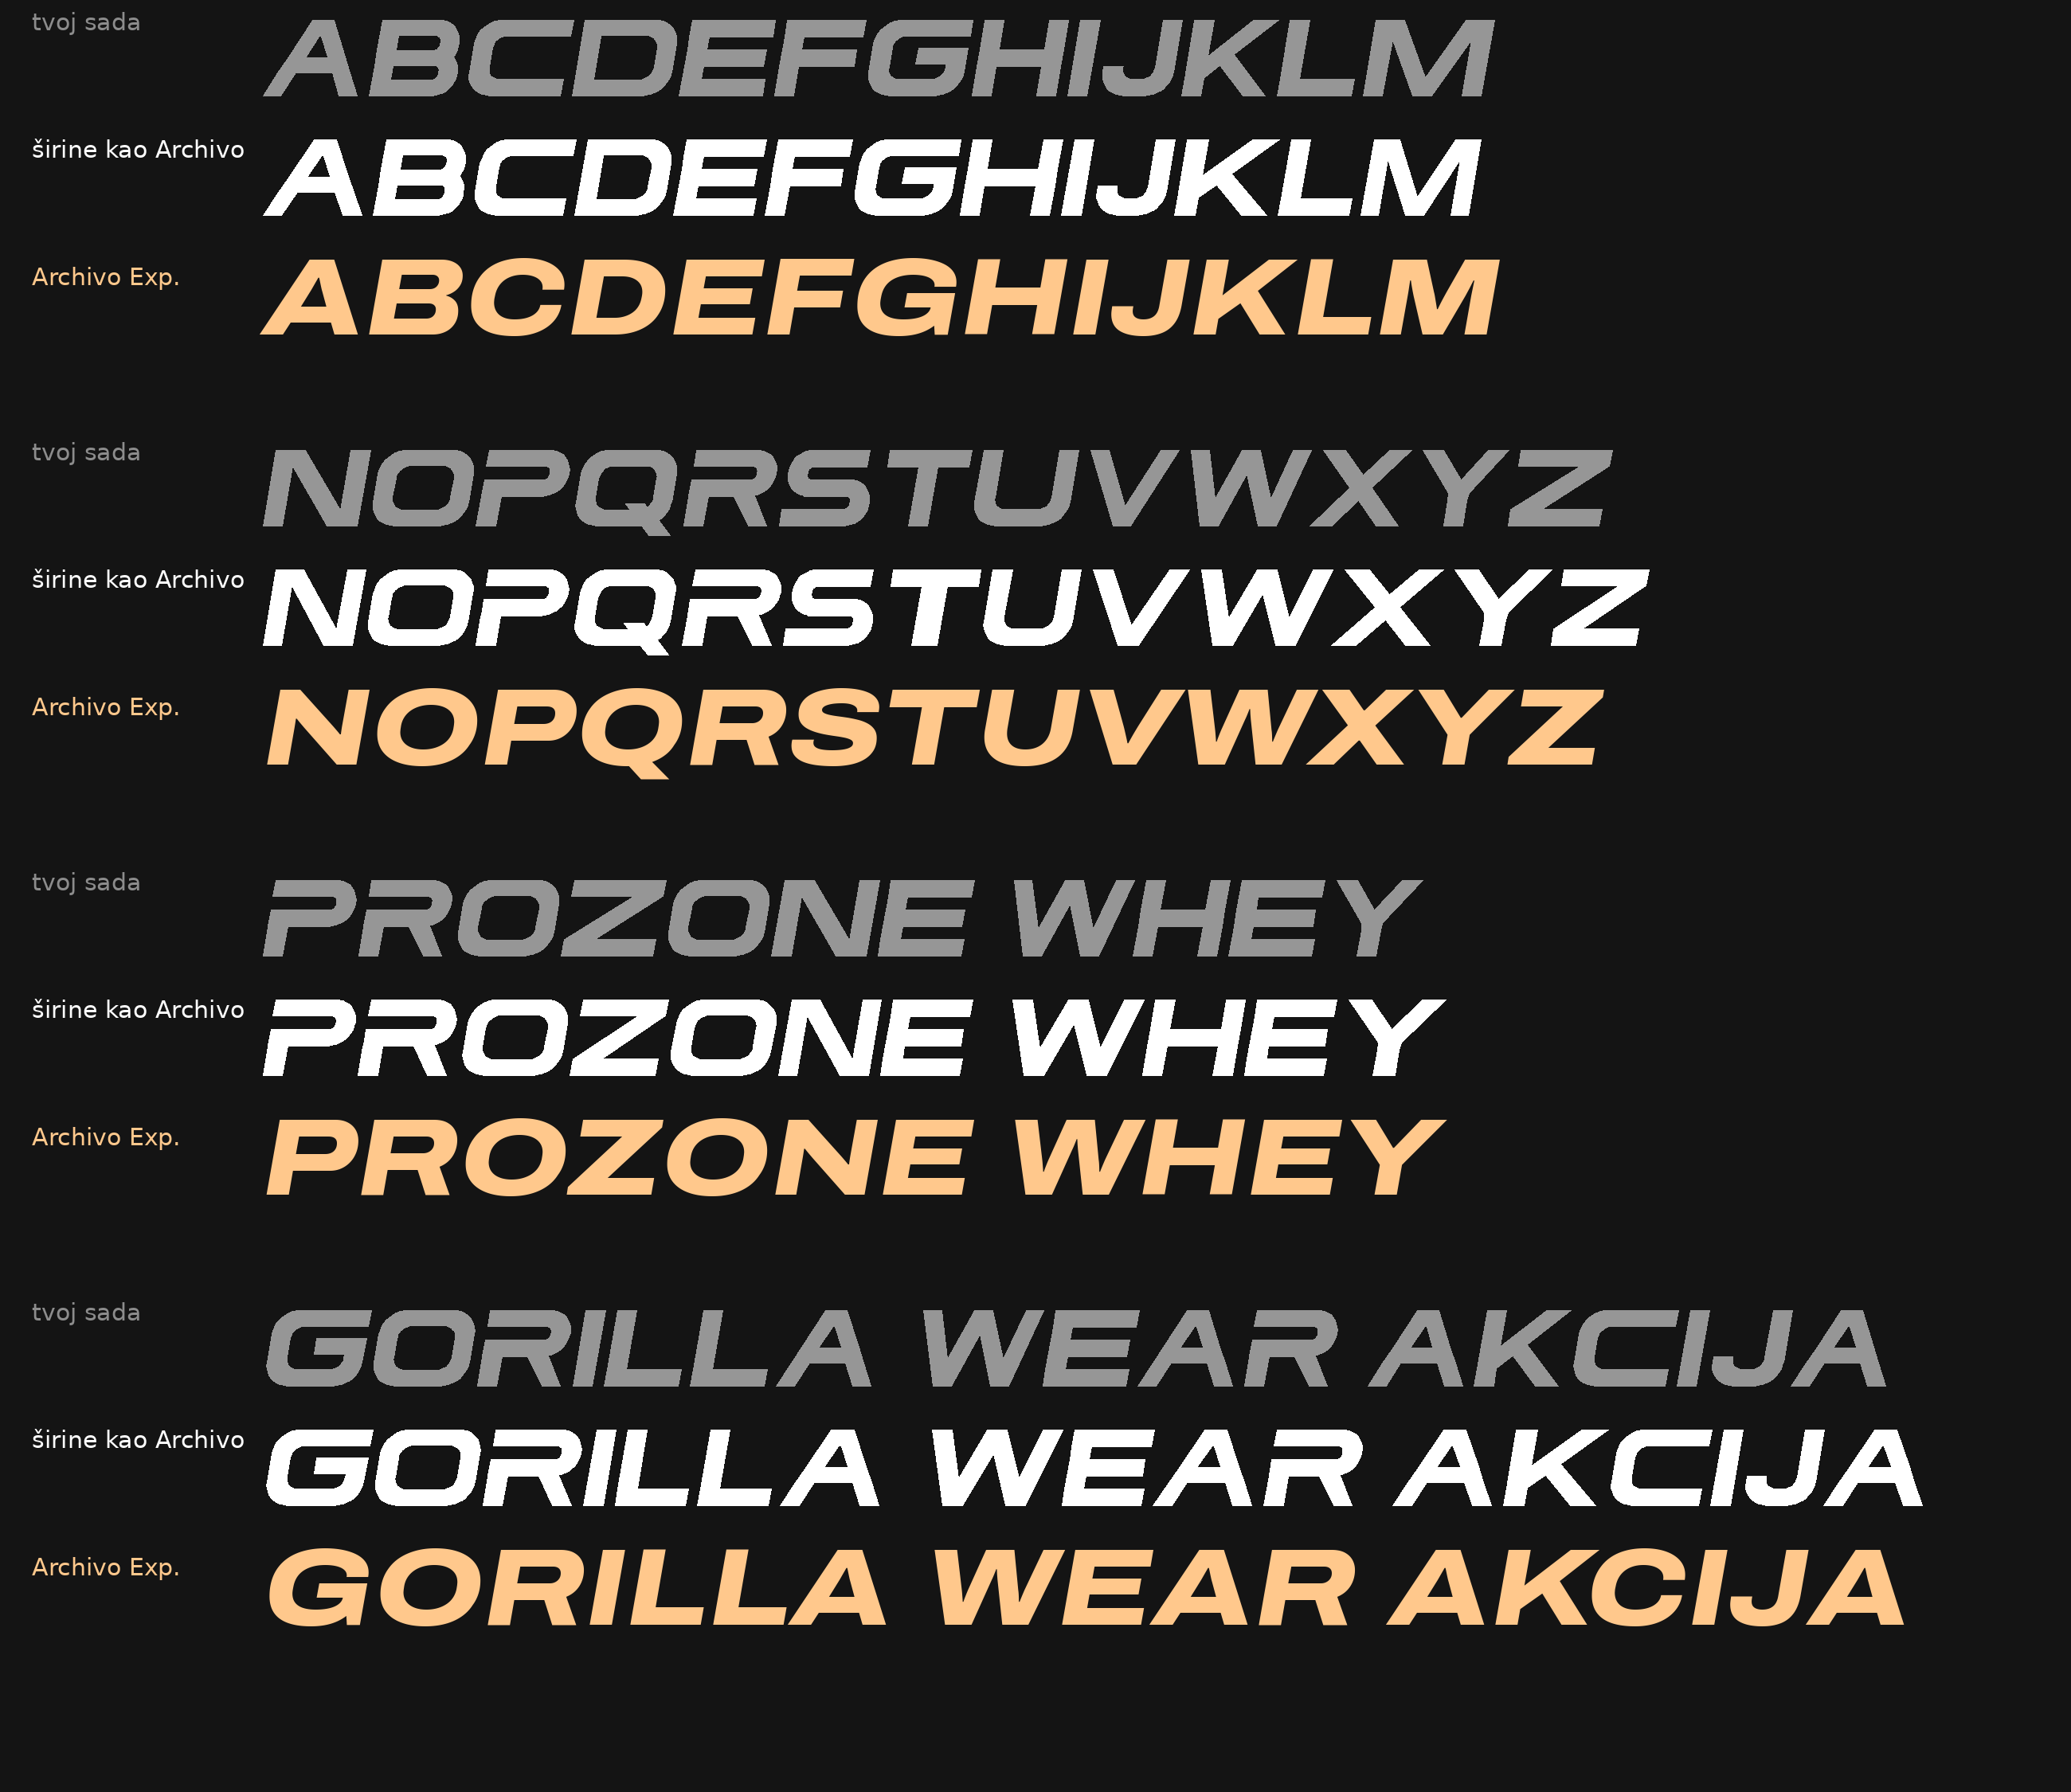 tvoj sada ABCDEFGHIJKLM
širine kao Archivo ABCDEFGHIJKLM
Archivo Exp. ABCDEFGHIJKLM
tvoj sada NOPQRSTUVWXYZ
širine kao Archivo NOPQRSTUVWXYZ
Archivo Exp. NOPQRSTUVWXYZ
tvoj sada PROZONE WHEY
širine kao Archivo PROZONE WHEY
Archivo Exp. PROZONE WHEY
tvoj sada GORILLA WEAR AKCIJA
širine kao Archivo GORILLA WEAR AKCIJA
Archivo Exp. GORILLA WEAR AKCIJA